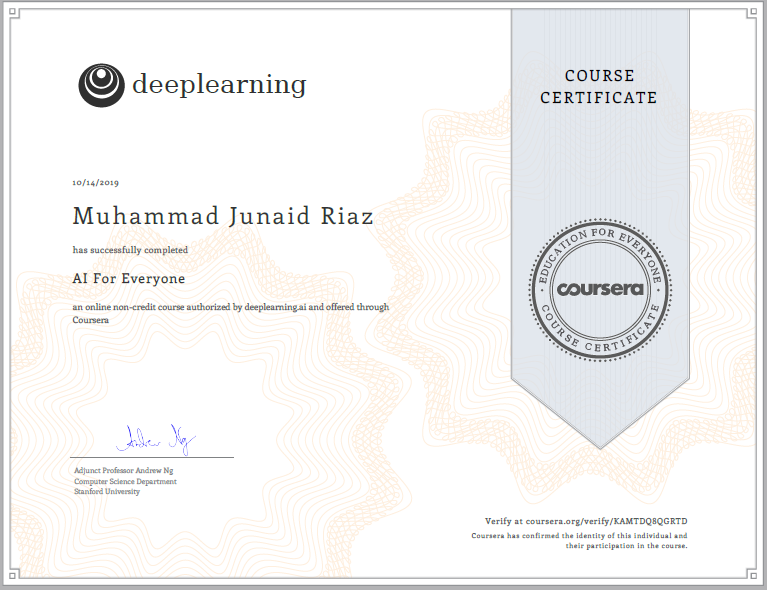 deeplearning
COURSE
CERTIFICATE
10/14/2019
Muhammad Junaid Riaz
has successfully completed
AI For Everyone
an online non-credit course authorized by deeplearning.ai and offered through
Coursera
EDUCATION FOR EVERYONE
coursera
COURSE CERTIFICATE
Andrew Ng
Adjunct Professor Andrew Ng
Computer Science Department
Stanford University
Verify at coursera.org/verify/KAMTDQ8QGRTD
Coursera has confirmed the identity of this individual and
their participation in the course.